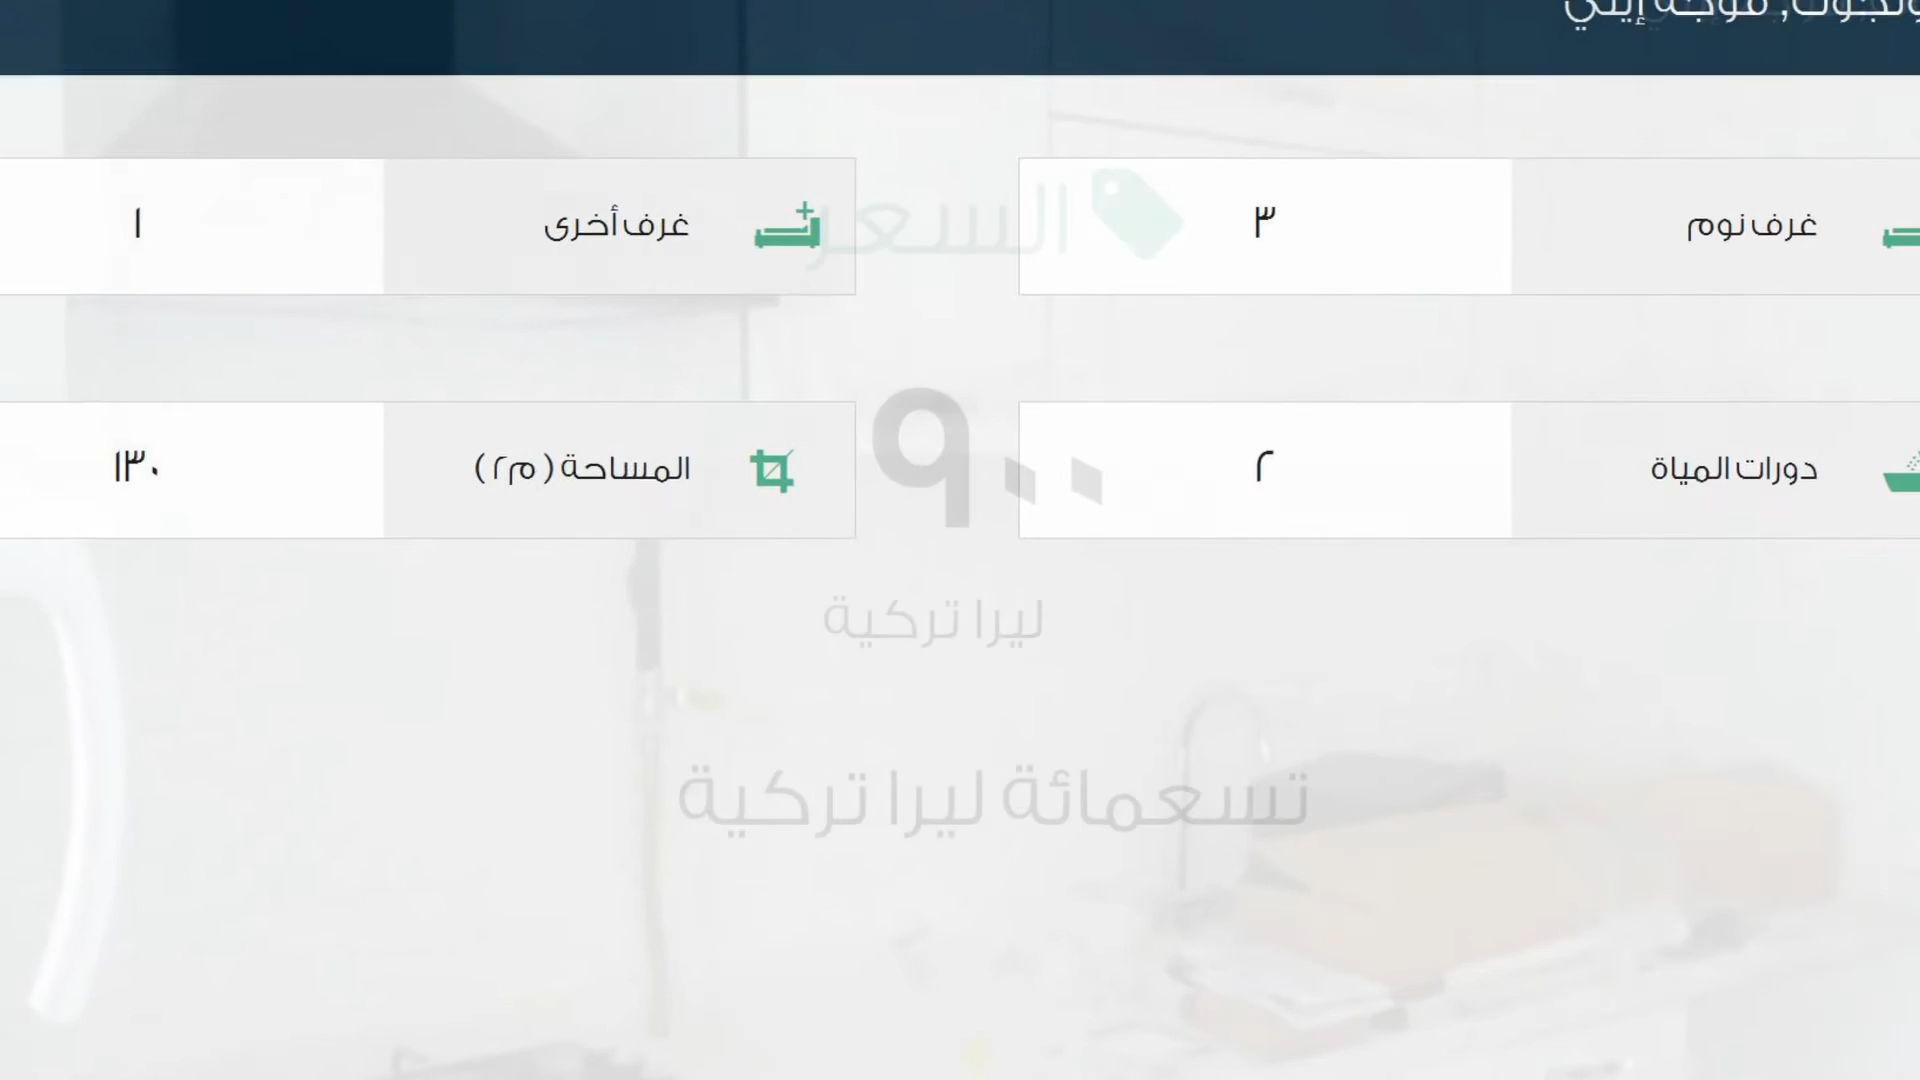 غرف نوم ٣
غرف أخرى ١
السعر
دورات المياة ٢
المساحة (م٢) ١٣٠
٩٠٠
ليرا تركية
تسعمائة ليرا تركية